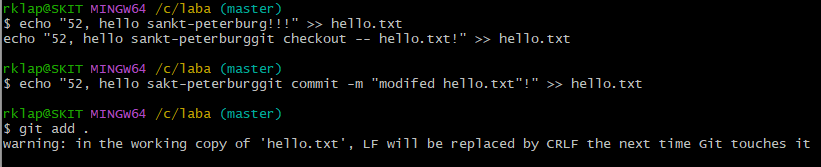 rklap@SKIT MINGW64 /c/laba (master)
$ echo "52, hello sankt-peterburg!!!" >> hello.txt
echo "52, hello sankt-peterburggit checkout -- hello.txt!" >> hello.txt
rklap@SKIT MINGW64 /c/laba (master)
$ echo "52, hello sakt-peterburggit commit -m "modifed hello.txt"!" >> hello.txt
rklap@SKIT MINGW64 /c/laba (master)
$ git add .
warning: in the working copy of 'hello.txt', LF will be replaced by CRLF the next time Git touches it